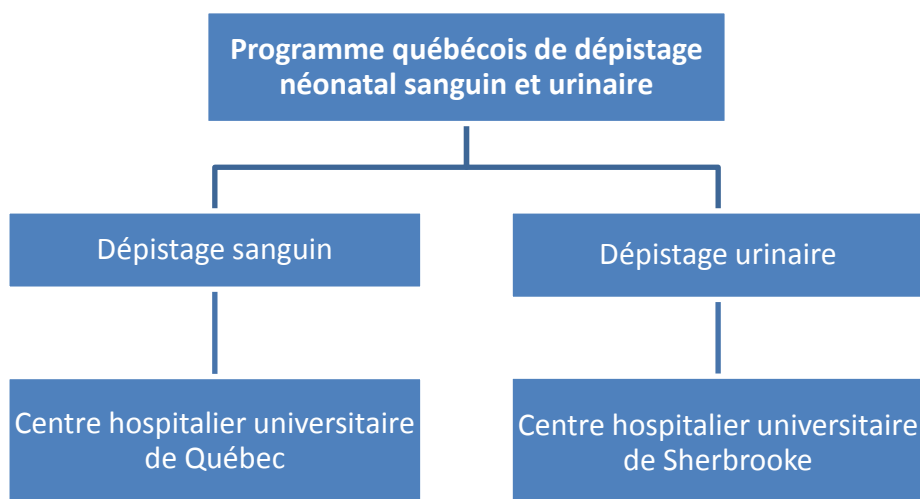 Programme québécois de dépistage
néonatal sanguin et urinaire
Dépistage sanguin
Dépistage urinaire
Centre hospitalier universitaire
de Québec
Centre hospitalier universitaire
de Sherbrooke